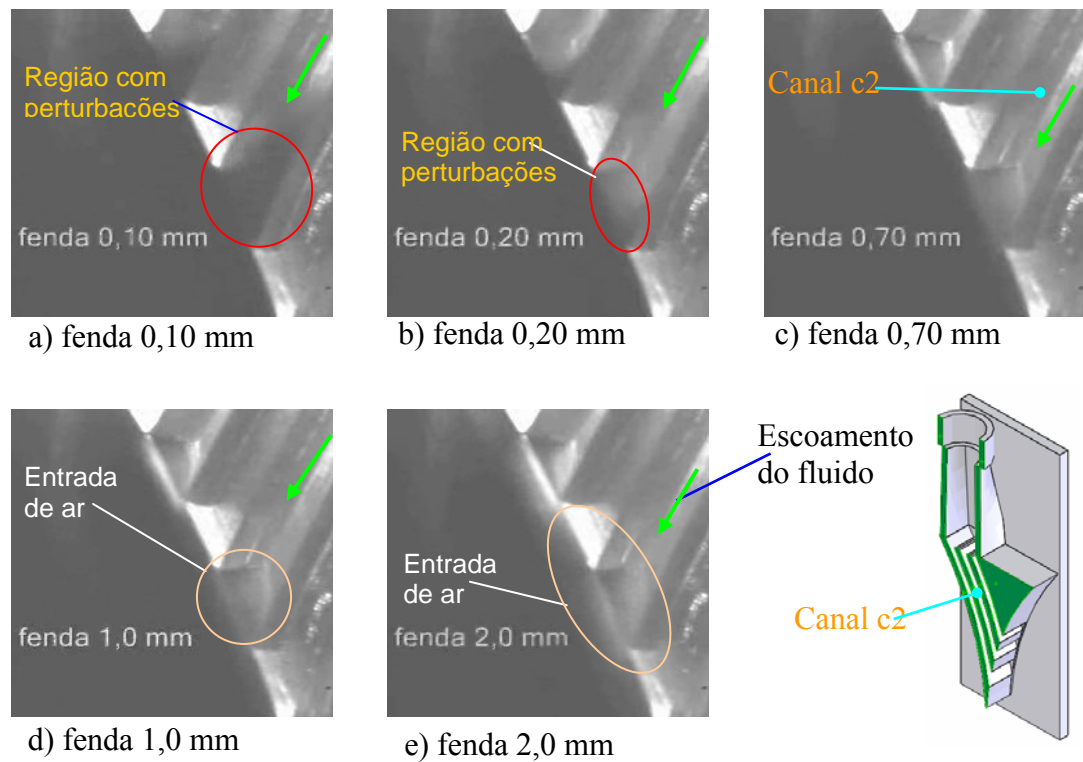 Região com
perturbações
fenda 0,10 mm
a) fenda 0,10 mm
Região com
perturbações
fenda 0,20 mm
b) fenda 0,20 mm
Canal c2
fenda 0,70 mm
c) fenda 0,70 mm
Entrada
de ar
fenda 1,0 mm
d) fenda 1,0 mm
Entrada
de ar
fenda 2,0 mm
e) fenda 2,0 mm
Escoamento
do fluido
Canal c2